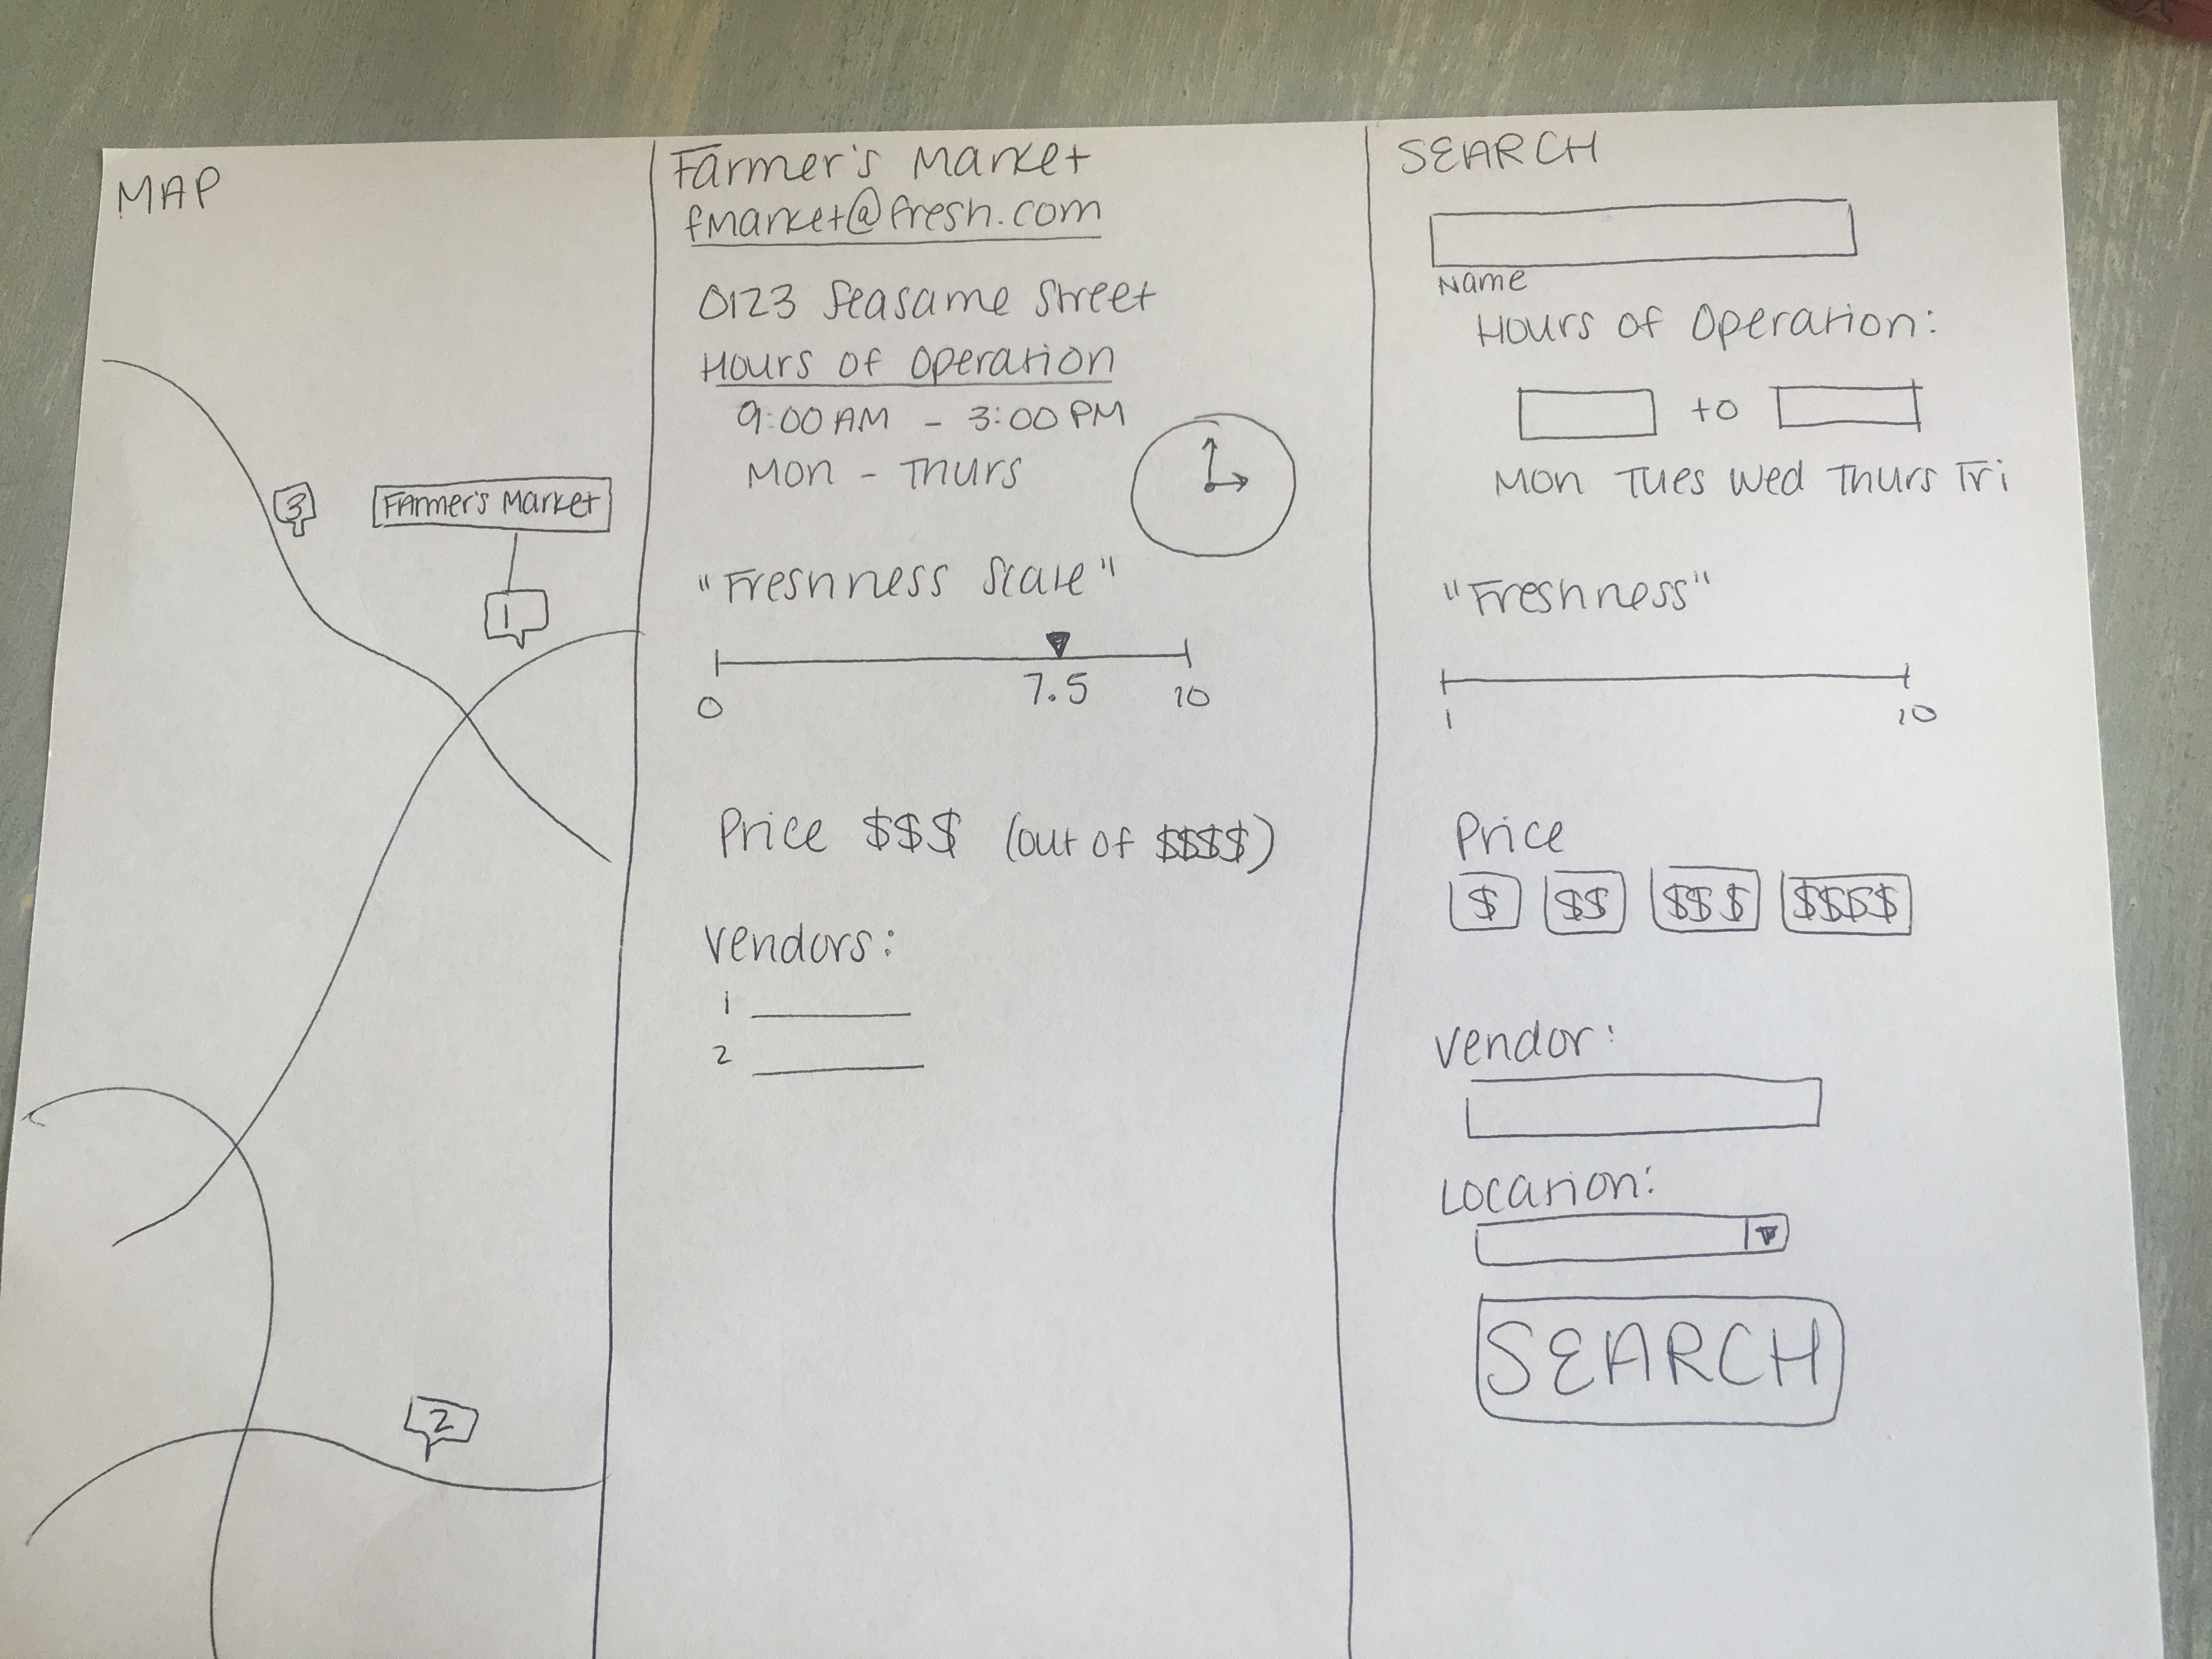 MAP
3
Farmer's Market
1
2
Farmer's Market
fmarket@fresh.com
0123 Seasame Street
Hours of Operation
9:00 AM - 3:00 PM
Mon - Thurs
"Freshness Scale"
7.5
0 10
Price $$$ (out of $$$$)
Vendors:
1
2
SEARCH
Name
Hours of Operation:
to
Mon Tues Wed Thurs Fri
"Freshness"
1 10
Price
$ $$ $$$ $$$$
Vendor:
Location:
SEARCH